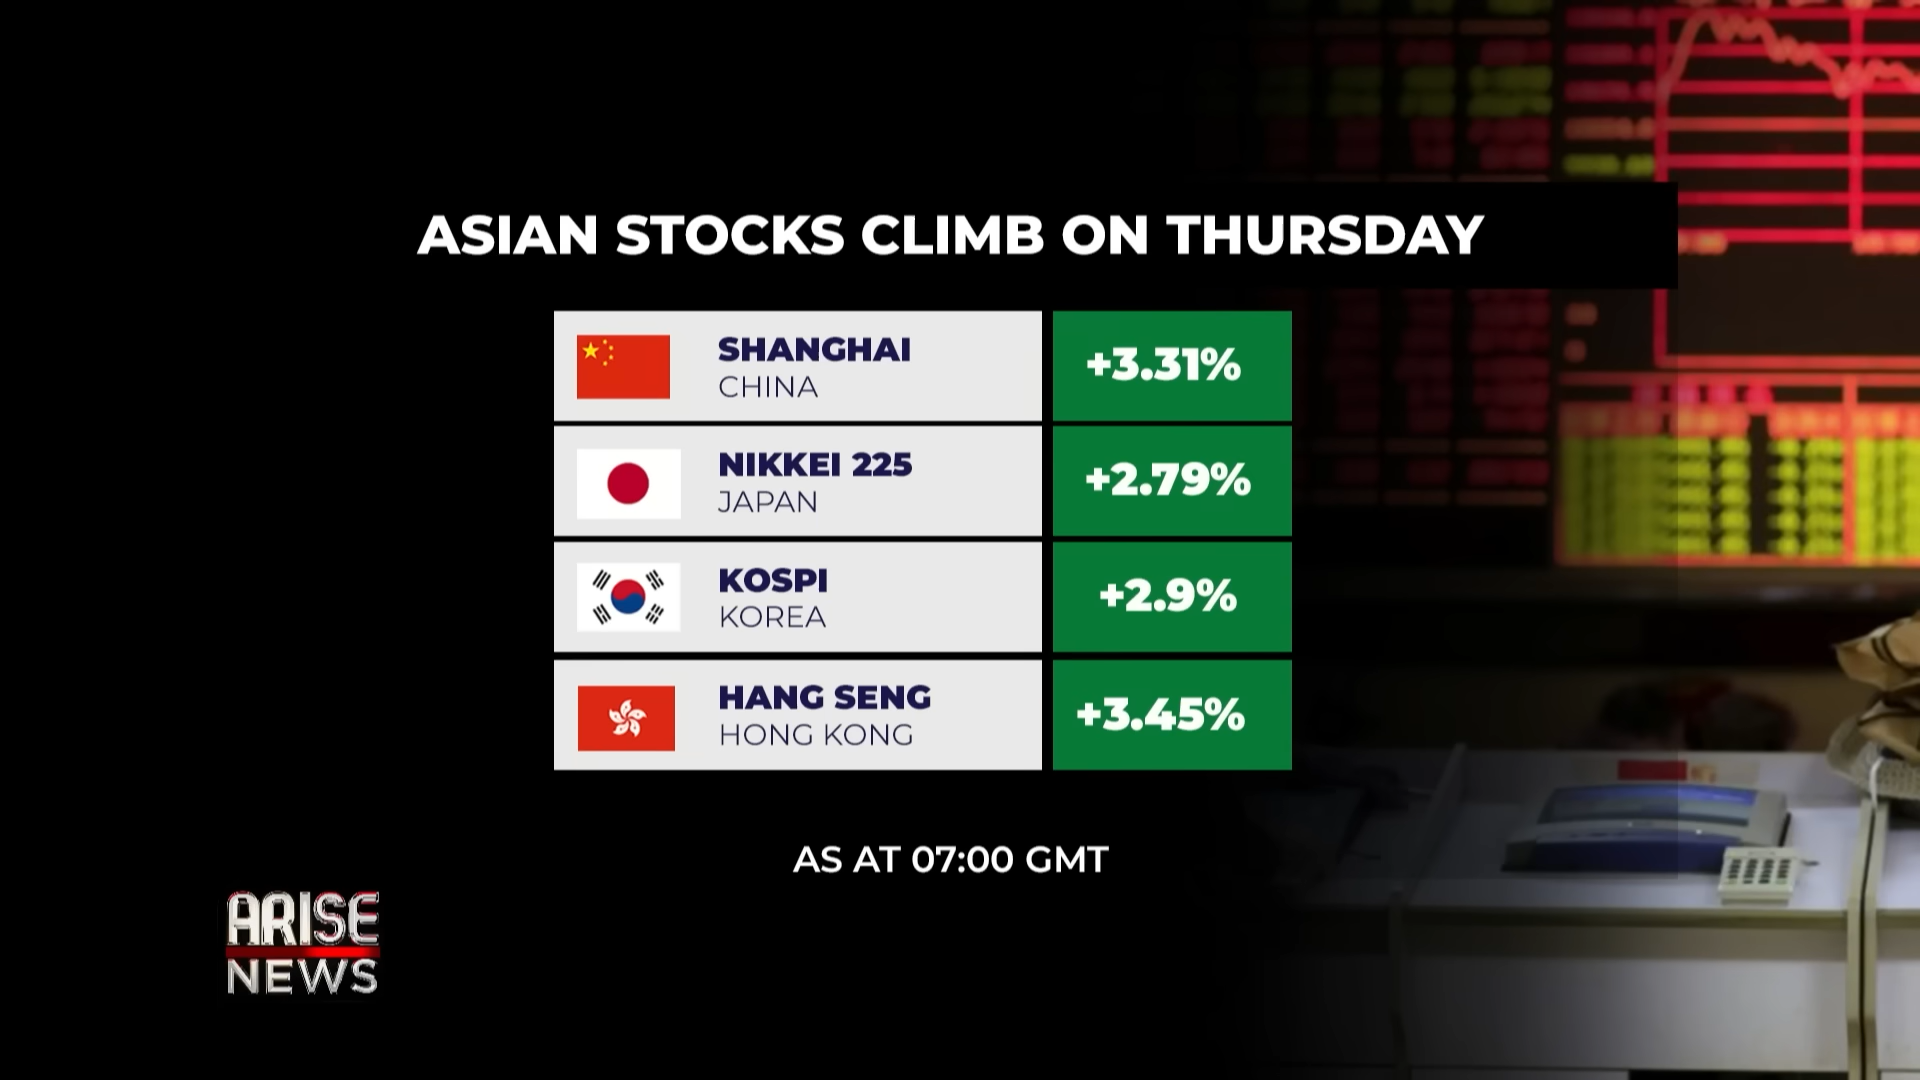 ASIAN STOCKS CLIMB ON THURSDAY
SHANGHAI
CHINA
+3.31%
NIKKEI 225
JAPAN
+2.79%
KOSPI
KOREA
+2.9%
HANG SENG
HONG KONG
+3.45%
AS AT 07:00 GMT
ARISE
NEWS